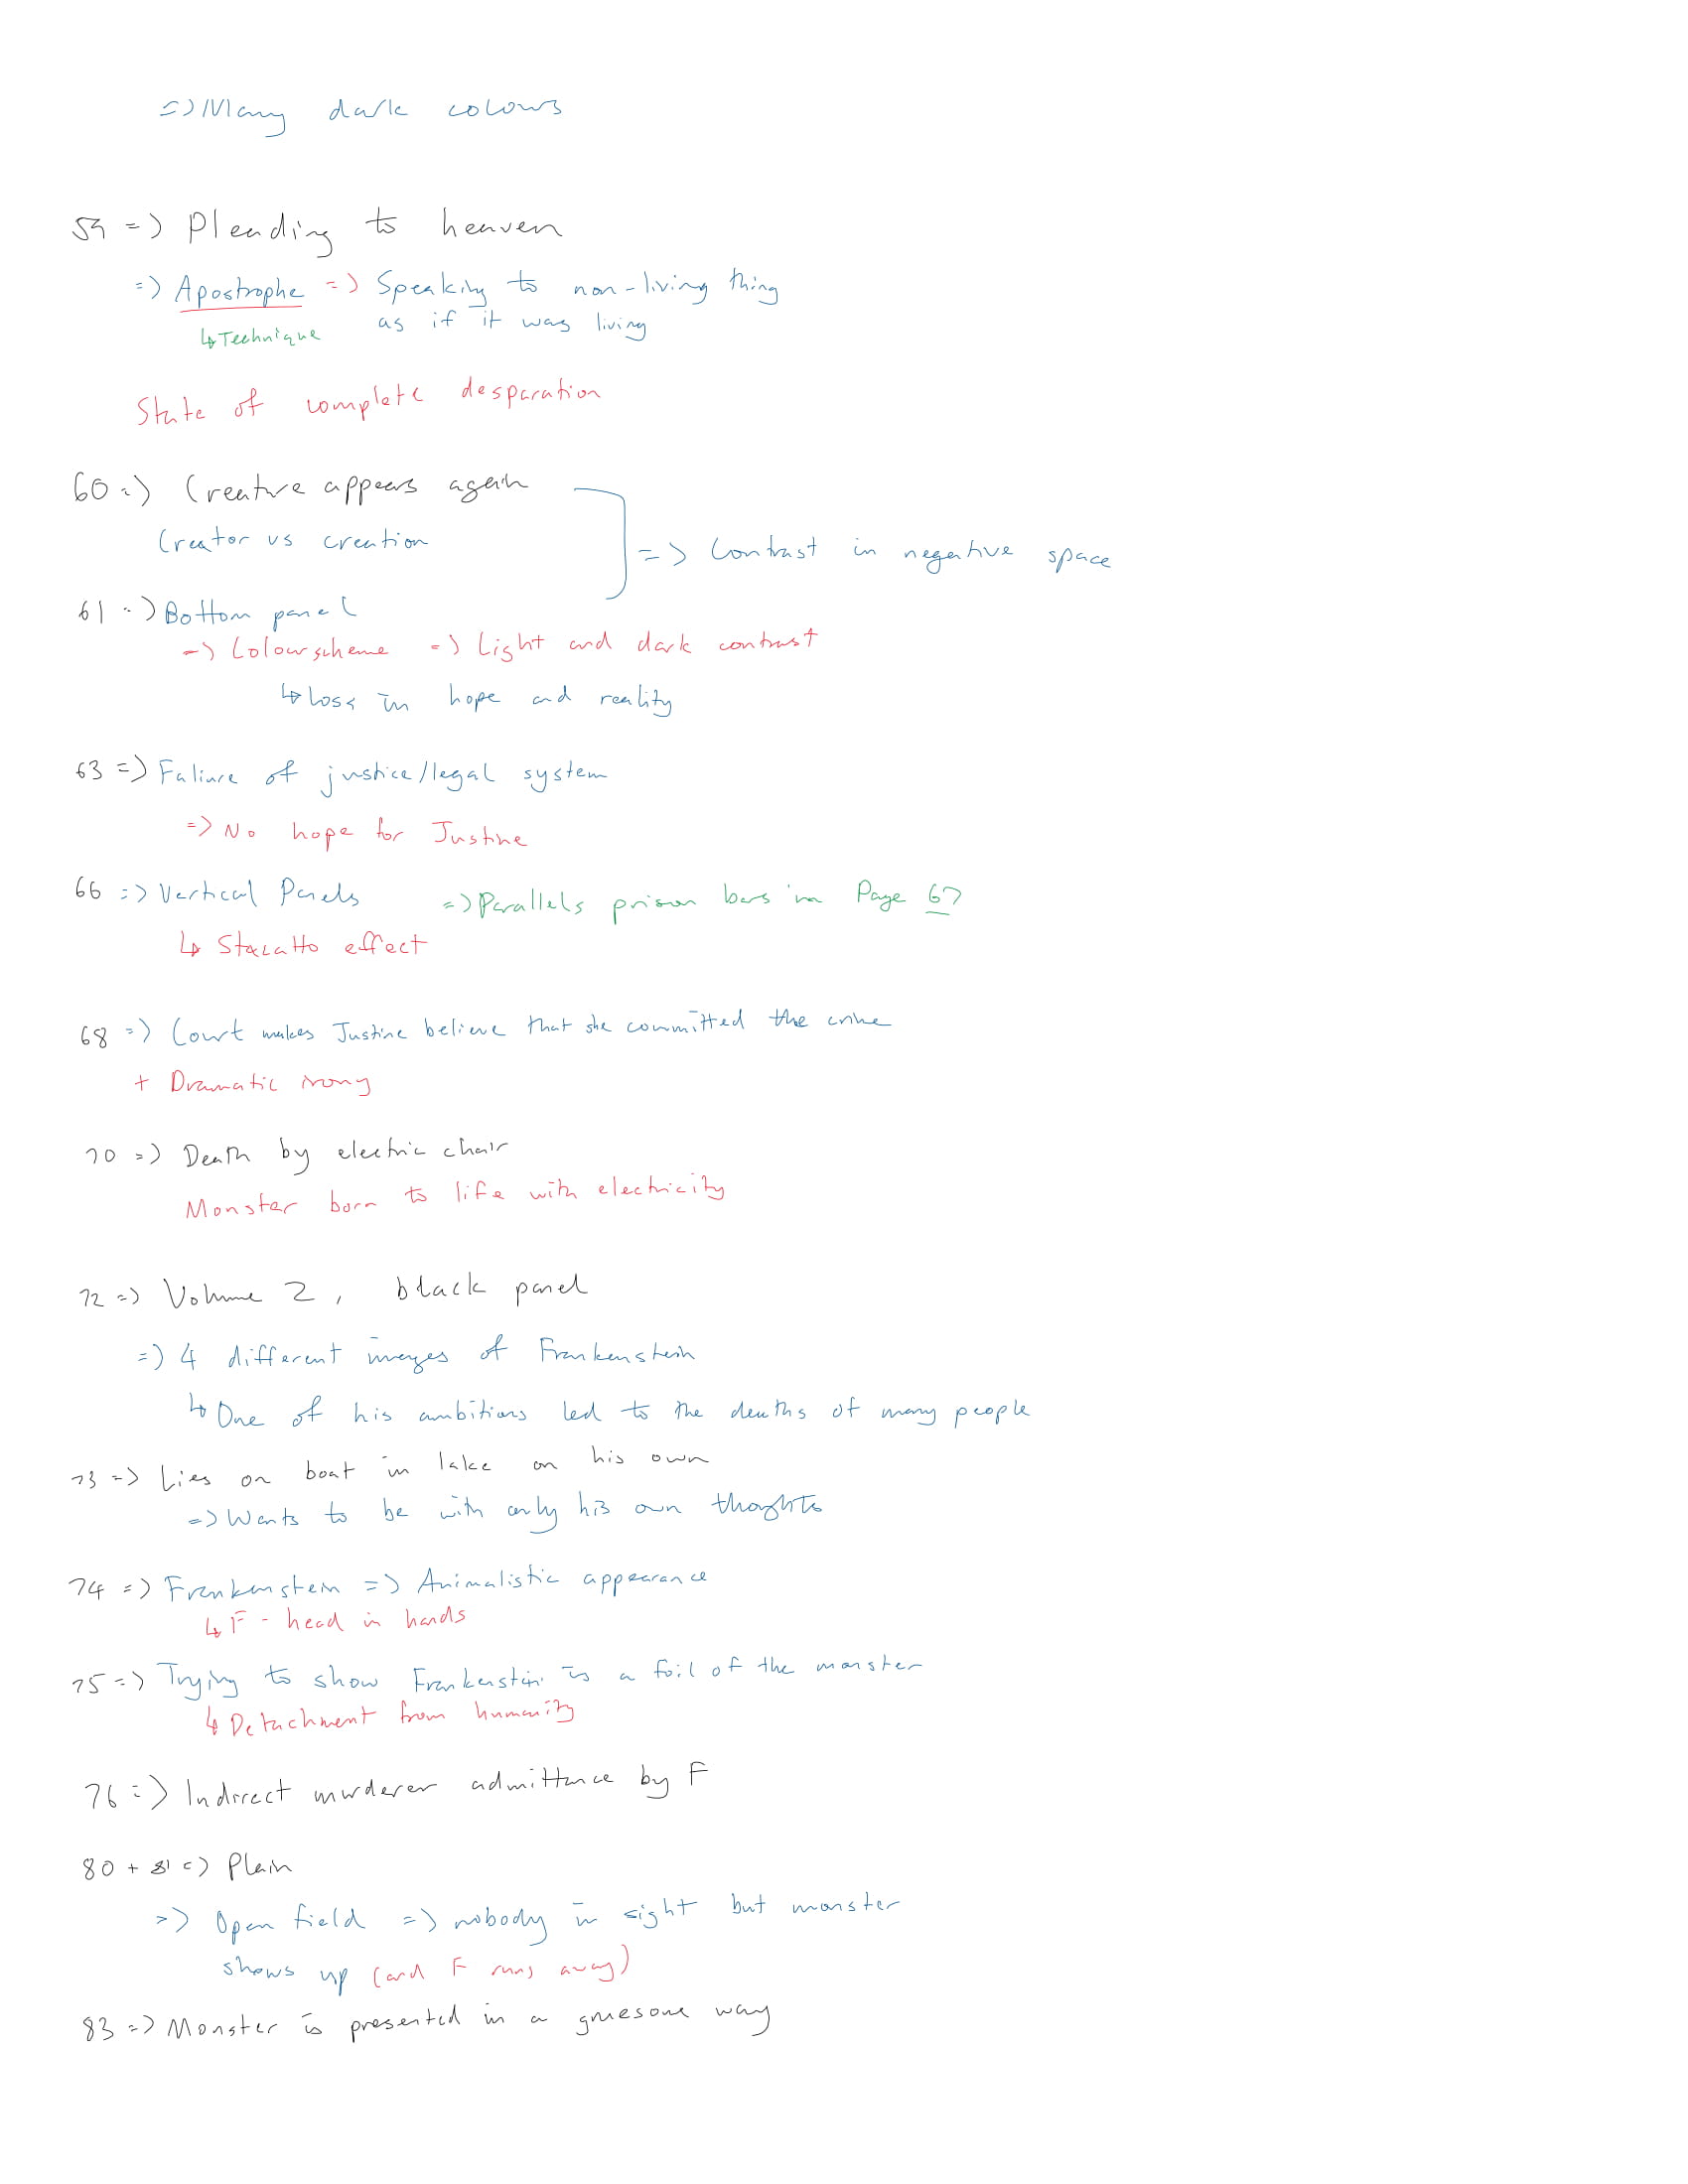 => Many dark colours
59 => Pleading to heaven
=> Apostrophe => Speaking to non-living thing
↳ Technique as if it was living
State of complete desparation
60 => Creature appears again
Creator vs creation
=> Contrast in negative space
61 => Bottom panel
=> Colour scheme => Light and dark contrast
↳ Loss in hope and reality
63 => Faliure of justice/legal system
=> No hope for Justine
66 => Vertical Panels => Parallels prison bars in Page 67
↳ Stacatto effect
68 => Court makes Justine believe that she committed the crime
+ Dramatic irony
70 => Death by electric chair
Monster born to life with electricity
72 => Volume 2, black panel
=> 4 different images of Frankenstein
↳ One of his ambitions led to the deaths of many people
73 => Lies on boat in lake on his own
=> Wants to be with only his own thoughts
74 => Frankenstein => Animalistic appearance
↳ F - head in hands
75 => Trying to show Frankenstein is a foil of the monster
↳ Detachment from humanity
76 => Indirect murderer admittance by F
80 + 81 => Plain
=> Open field => nobody in sight but monster
shows up (and F runs away)
83 => Monster is presented in a gruesome way